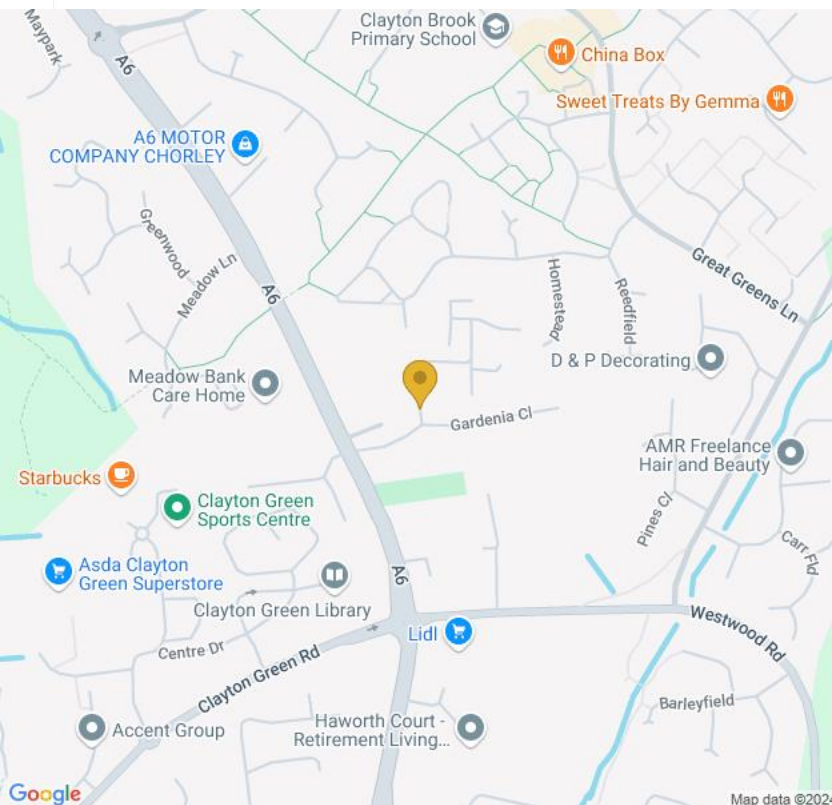 Maypark
A6
Clayton Brook
Primary School
China Box
Sweet Treats By Gemma
A6 MOTOR
COMPANY CHORLEY
Greenwood
Meadow Ln
A6
Homestead
Reedfield
Great Greens Ln
D & P Decorating
Meadow Bank
Care Home
Gardenia Cl
AMR Freelance
Hair and Beauty
Starbucks
Clayton Green
Sports Centre
Pines Cl
Carr Fld
Asda Clayton
Green Superstore
A6
Clayton Green Library
Lidl
Westwood Rd
Centre Dr
Clayton Green Rd
Barleyfield
Accent Group
Haworth Court -
Retirement Living...
Google
Map data ©2024